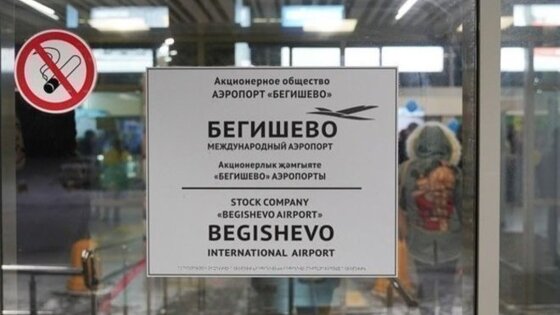 Акционерное общество
АЭРОПОРТ «БЕГИШЕВО»
БЕГИШЕВО
МЕЖДУНАРОДНЫЙ АЭРОПОРТ
Акционерлык җәмгыяте
«БЕГИШЕВО» АЭРОПОРТЫ
STOCK COMPANY
«BEGISHEVO AIRPORT»
BEGISHEVO
INTERNATIONAL AIRPORT